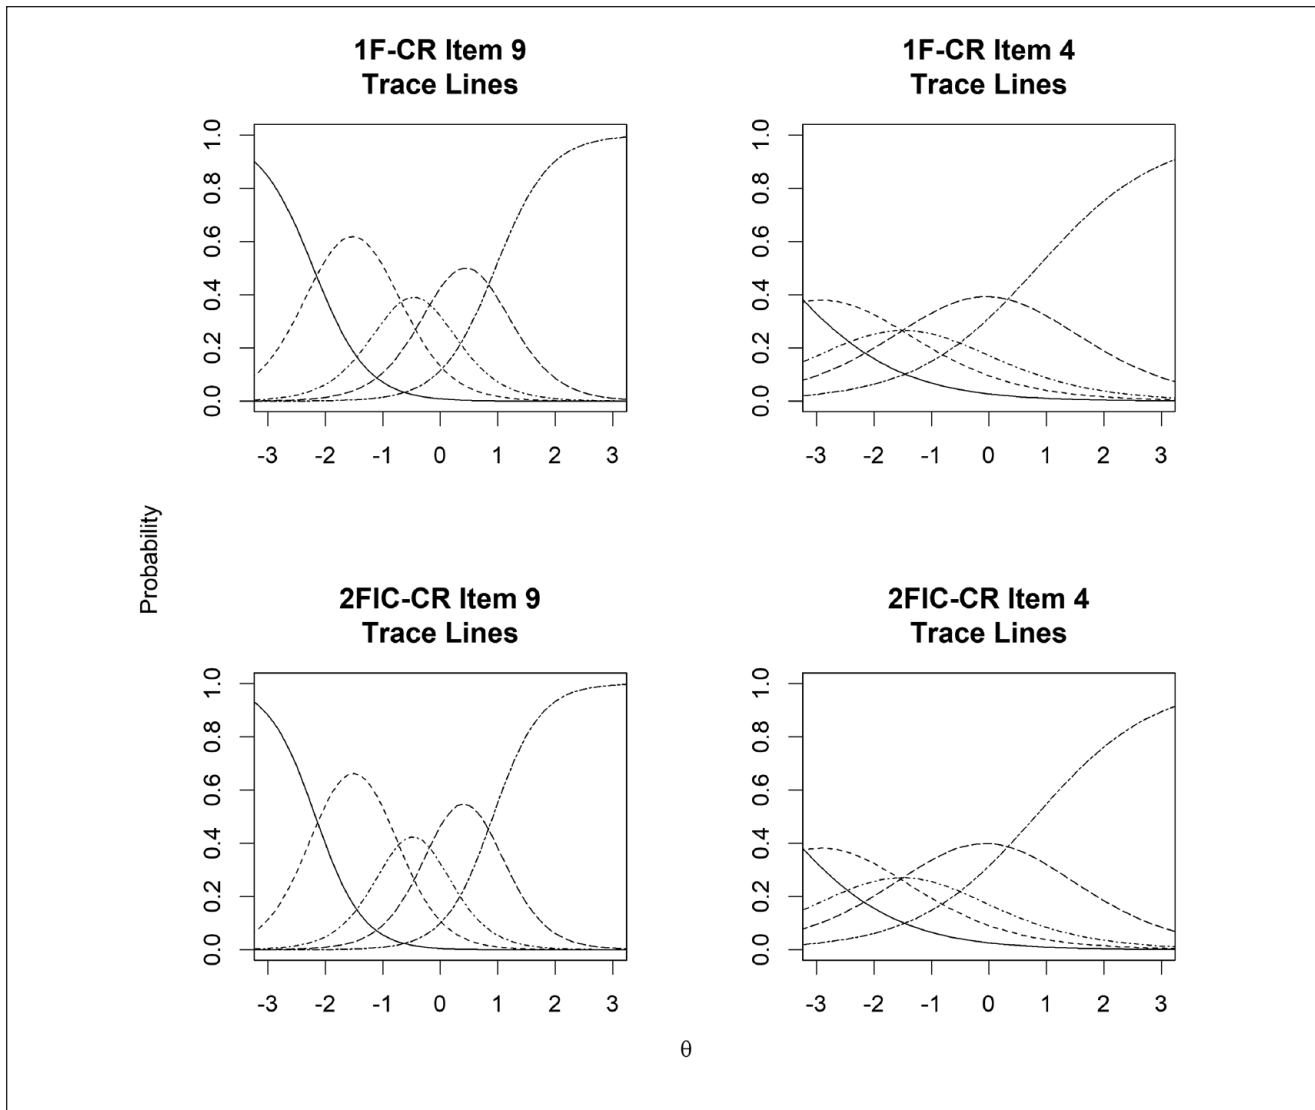 1F-CR Item 9
Trace Lines
1.0
0.8
0.6
0.4
0.2
0.0
-3 -2 -1 0 1 2 3
1F-CR Item 4
Trace Lines
1.0
0.8
0.6
0.4
0.2
0.0
-3 -2 -1 0 1 2 3
Probability
2FIC-CR Item 9
Trace Lines
1.0
0.8
0.6
0.4
0.2
0.0
-3 -2 -1 0 1 2 3
2FIC-CR Item 4
Trace Lines
1.0
0.8
0.6
0.4
0.2
0.0
-3 -2 -1 0 1 2 3
θ